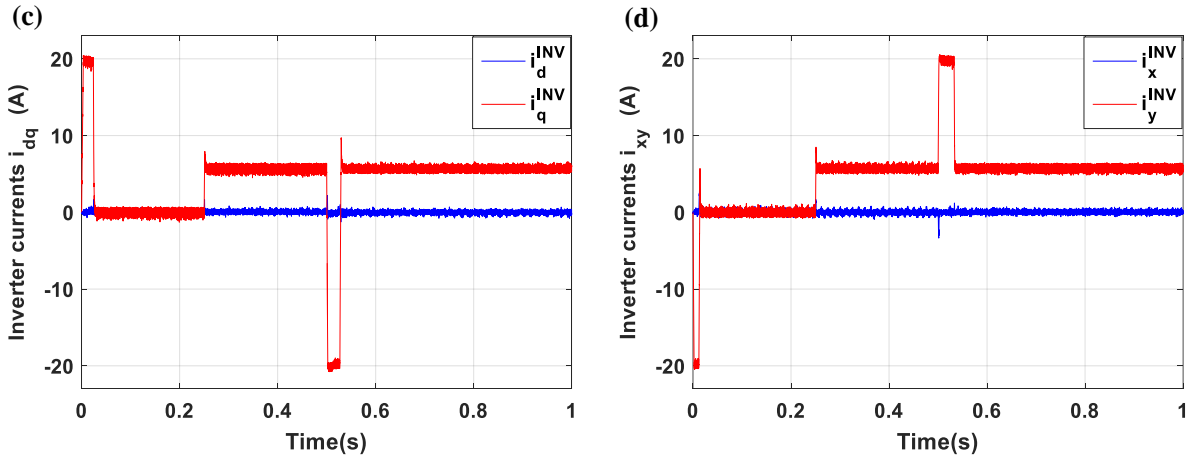 (c)
Inverter currents i_dq (A)
20
10
0
-10
-20
i_d^INV
i_q^INV
0 0.2 0.4 0.6 0.8 1
Time(s)
(d)
Inverter currents i_xy (A)
20
10
0
-10
-20
i_x^INV
i_y^INV
0 0.2 0.4 0.6 0.8 1
Time(s)